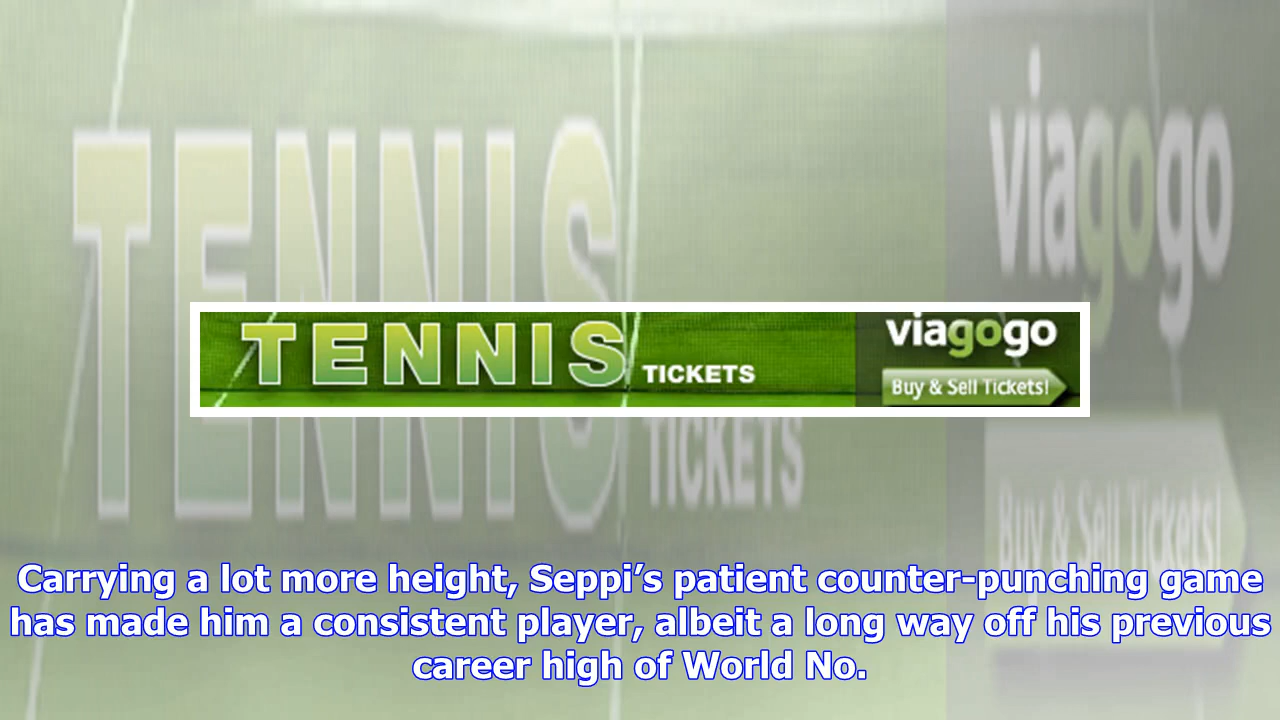 TENNIS TICKETS
viagogo
Buy & Sell Tickets!
TENNIS
TICKETS
viagogo
Buy & Sell Tickets!
Carrying a lot more height, Seppi’s patient counter-punching game
has made him a consistent player, albeit a long way off his previous
career high of World No.